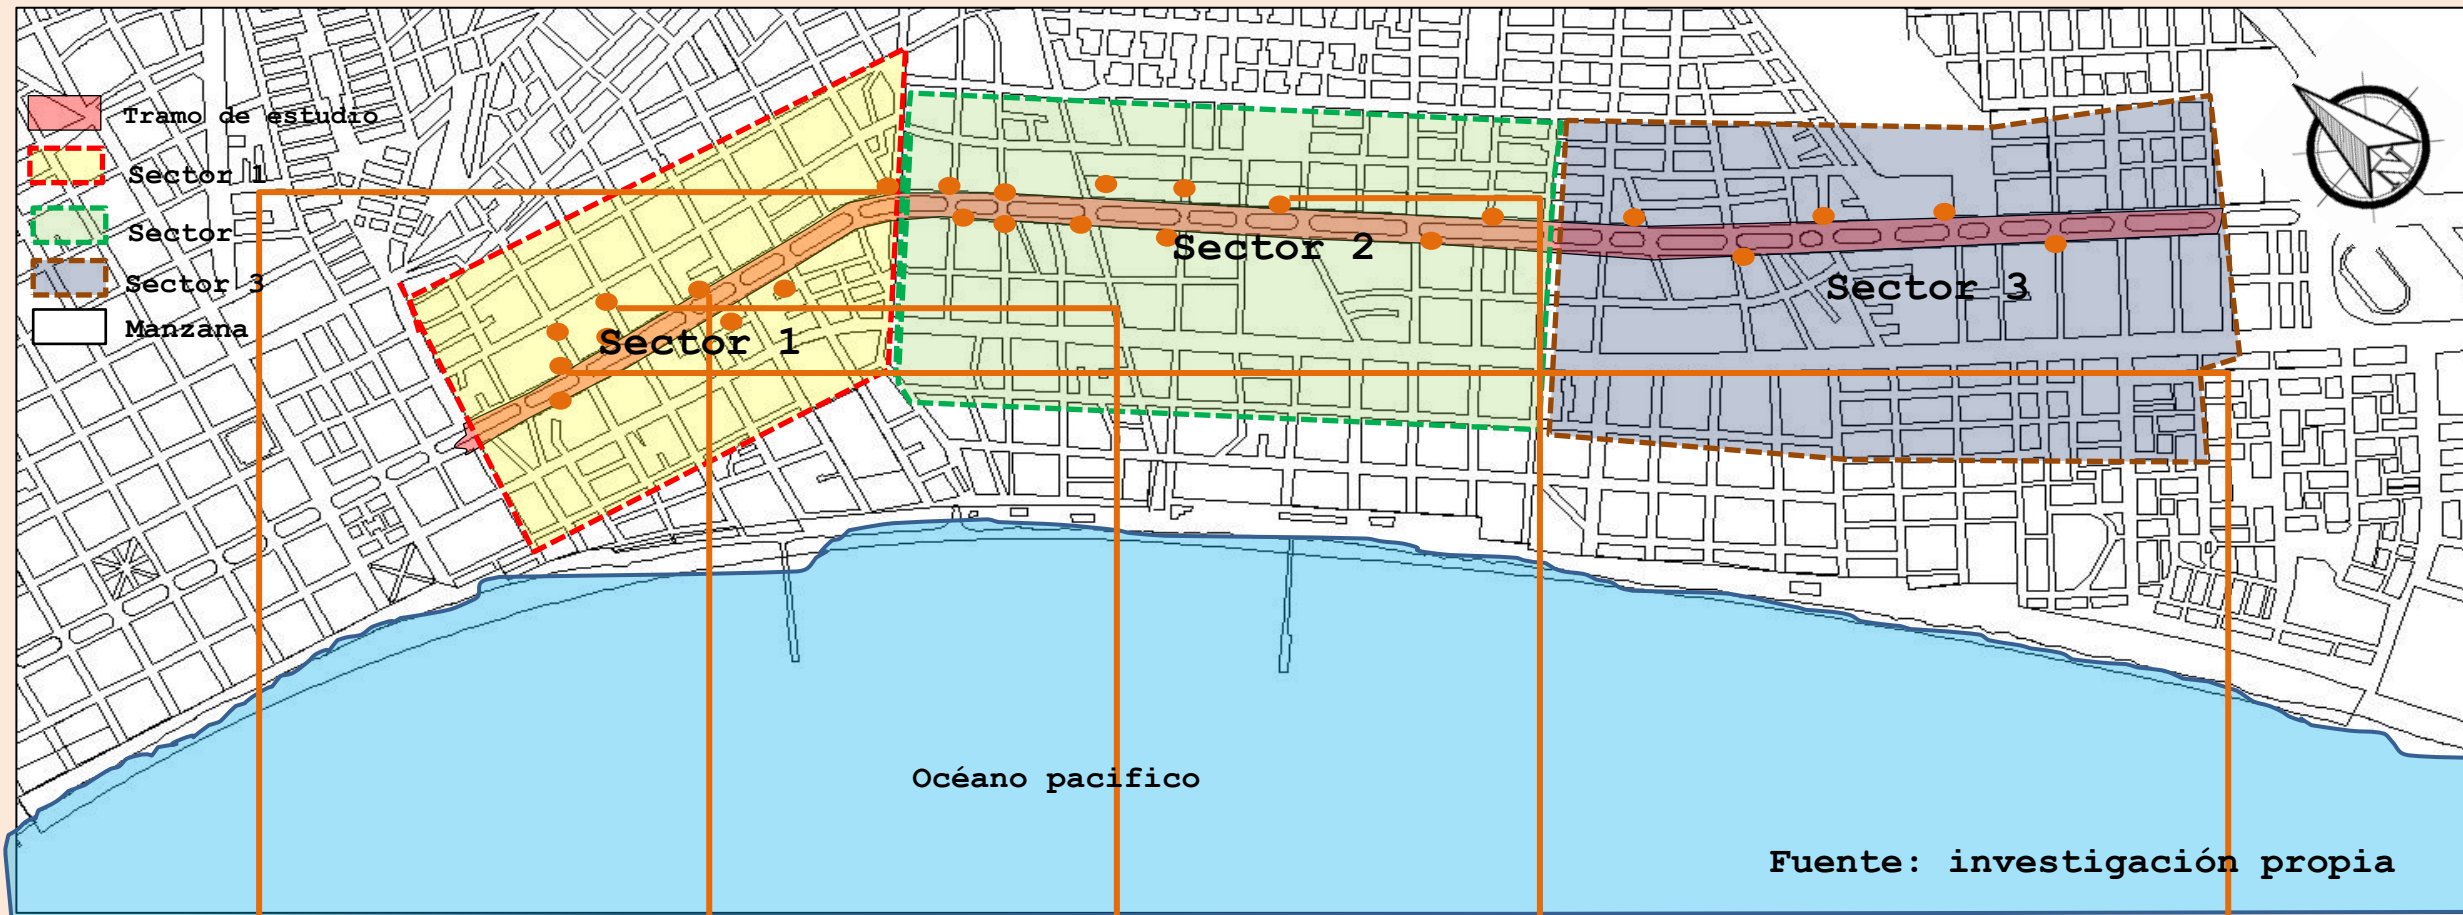 Tramo de estudio
Sector 1
Sector
Sector 3
Manzana
Sector 1
Sector 2
Sector 3
Océano pacifico
Fuente: investigación propia